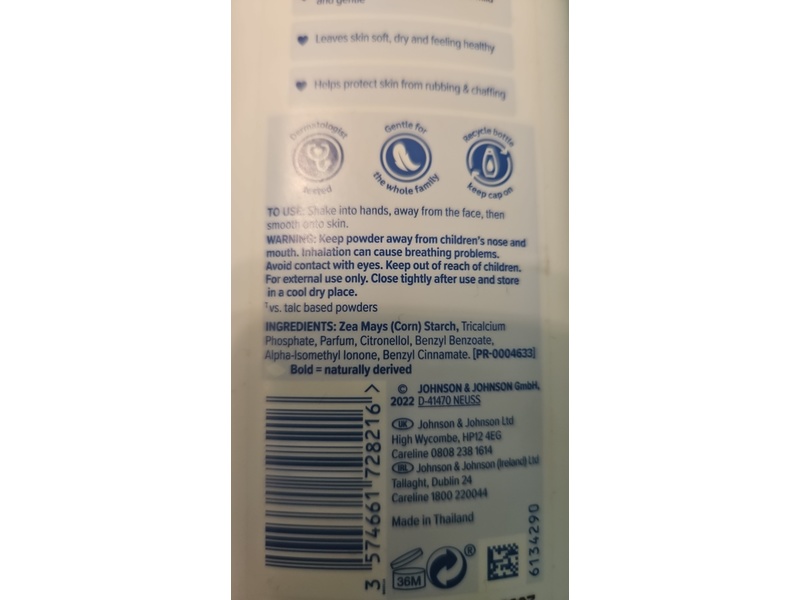 and gentle
Leaves skin soft, dry and feeling healthy
Helps protect skin from rubbing & chaffing
Dermatologist tested
Gentle for the whole family
Recycle bottle keep cap on
TO USE: Shake into hands, away from the face, then
smooth onto skin.
WARNING: Keep powder away from children's nose and
mouth. Inhalation can cause breathing problems.
Avoid contact with eyes. Keep out of reach of children.
For external use only. Close tightly after use and store
in a cool dry place.
vs. talc based powders
INGREDIENTS: Zea Mays (Corn) Starch, Tricalcium
Phosphate, Parfum, Citronellol, Benzyl Benzoate,
Alpha-Isomethyl Ionone, Benzyl Cinnamate. [PR-0004633]
Bold = naturally derived
© JOHNSON & JOHNSON GmbH,
2022 D-41470 NEUSS
UK Johnson & Johnson Ltd
High Wycombe, HP12 4EG
Careline 0808 238 1614
IRL Johnson & Johnson (Ireland) Ltd
Tallaght, Dublin 24
Careline 1800 220044
Made in Thailand
36M
®
3 574661 728216 >
6134290